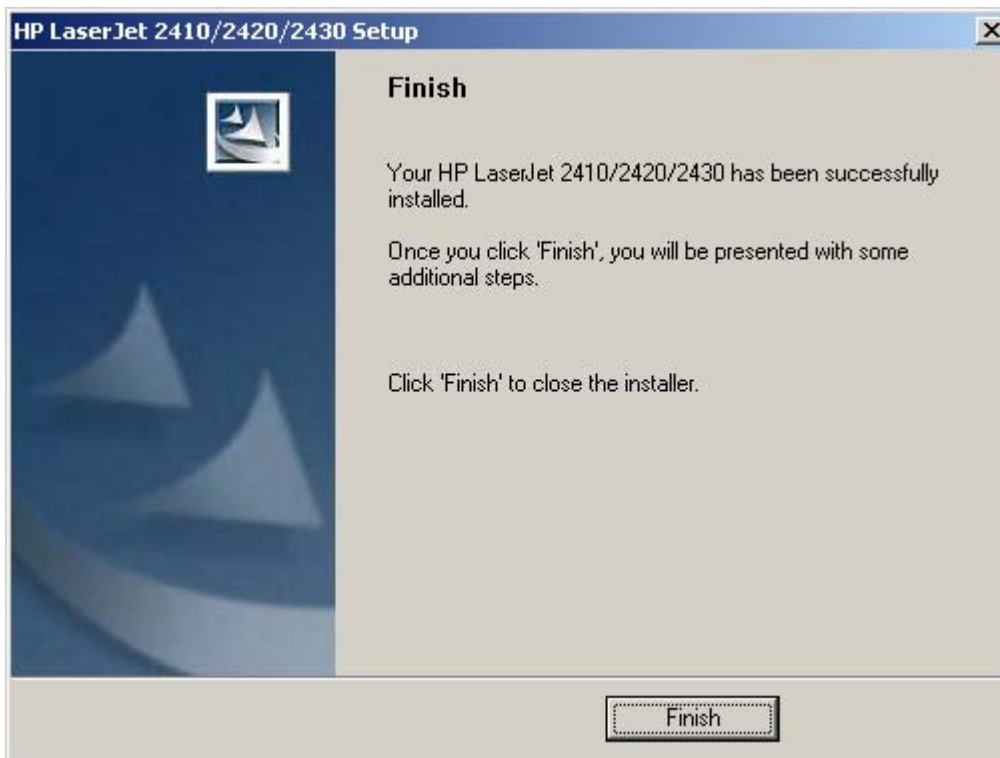 HP LaserJet 2410/2420/2430 Setup
Finish
Your HP LaserJet 2410/2420/2430 has been successfully
installed.
Once you click 'Finish', you will be presented with some
additional steps.
Click 'Finish' to close the installer.
Finish